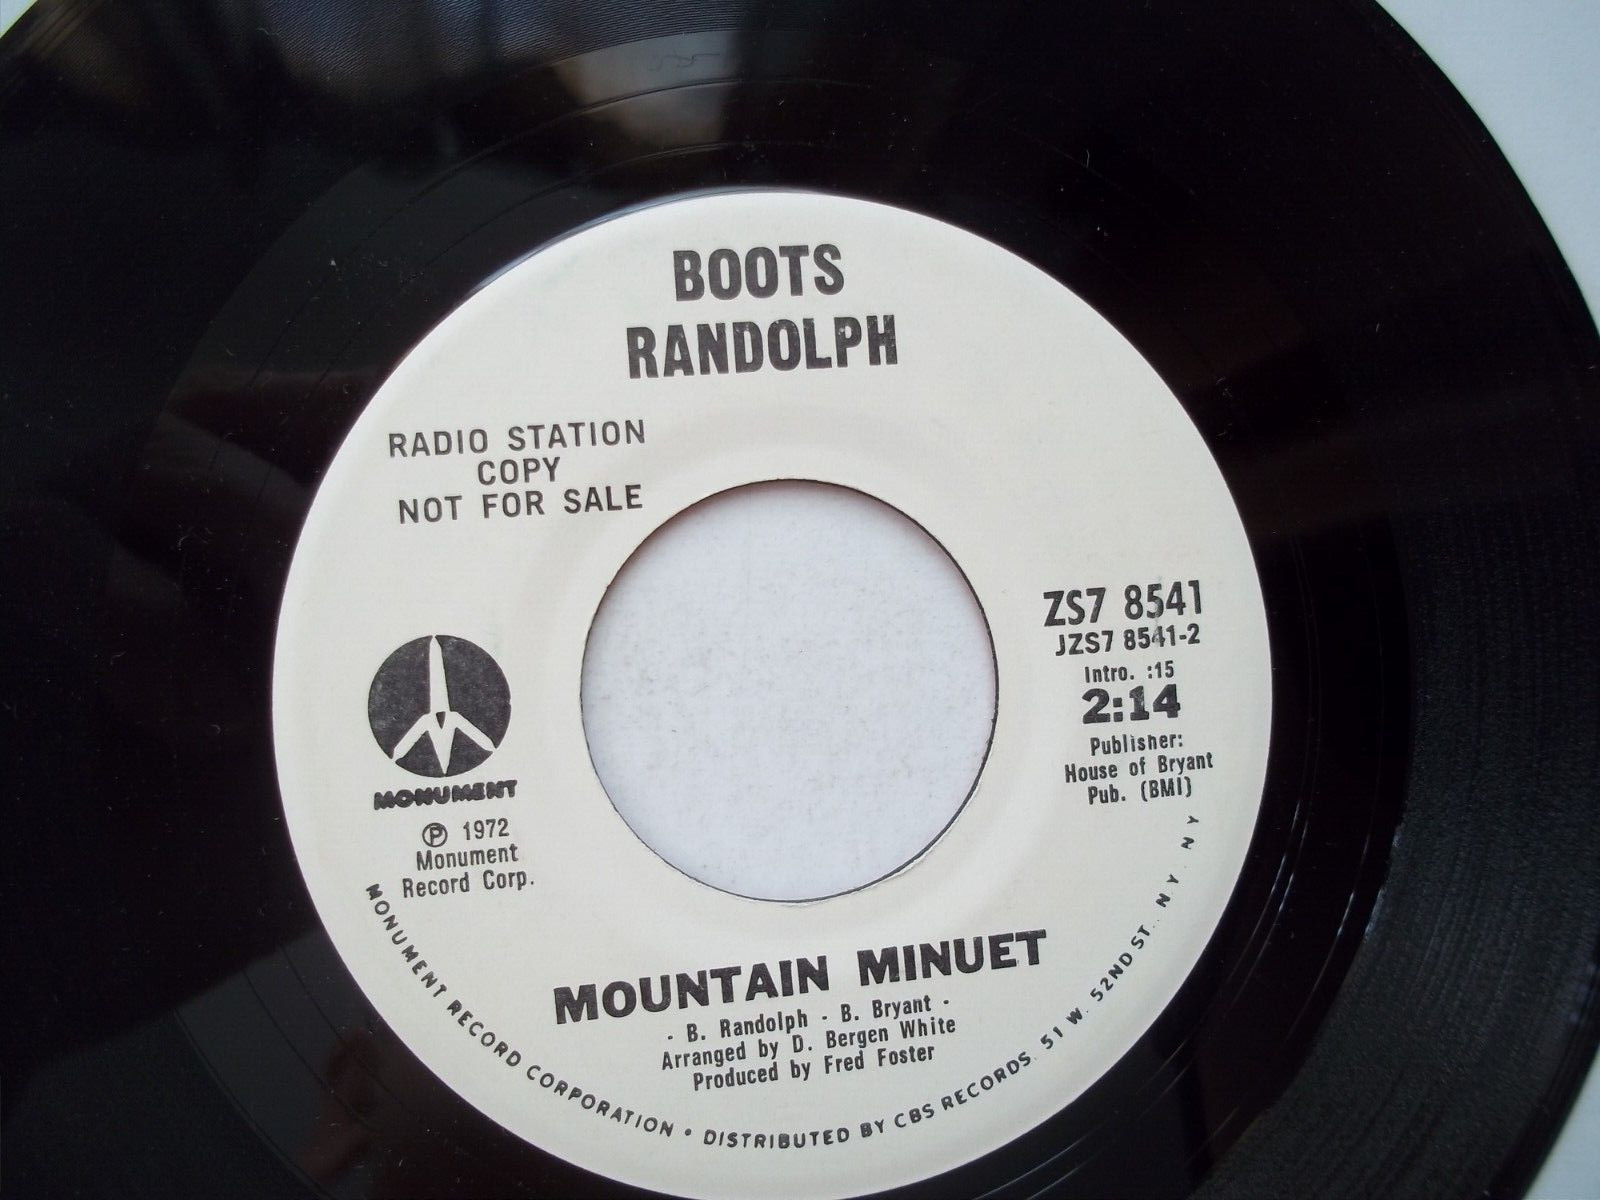 BOOTS
RANDOLPH
RADIO STATION
COPY
NOT FOR SALE
ZS7 8541
JZS7 8541-2
Intro. :15
2:14
Publisher:
House of Bryant
Pub. (BMI)
MONUMENT
℗ 1972
Monument
Record Corp.
MOUNTAIN MINUET
- B. Randolph - B. Bryant -
Arranged by D. Bergen White
Produced by Fred Foster
MONUMENT RECORD CORPORATION • DISTRIBUTED BY CBS RECORDS. 51 W. 52ND ST.. N.Y.. N.Y